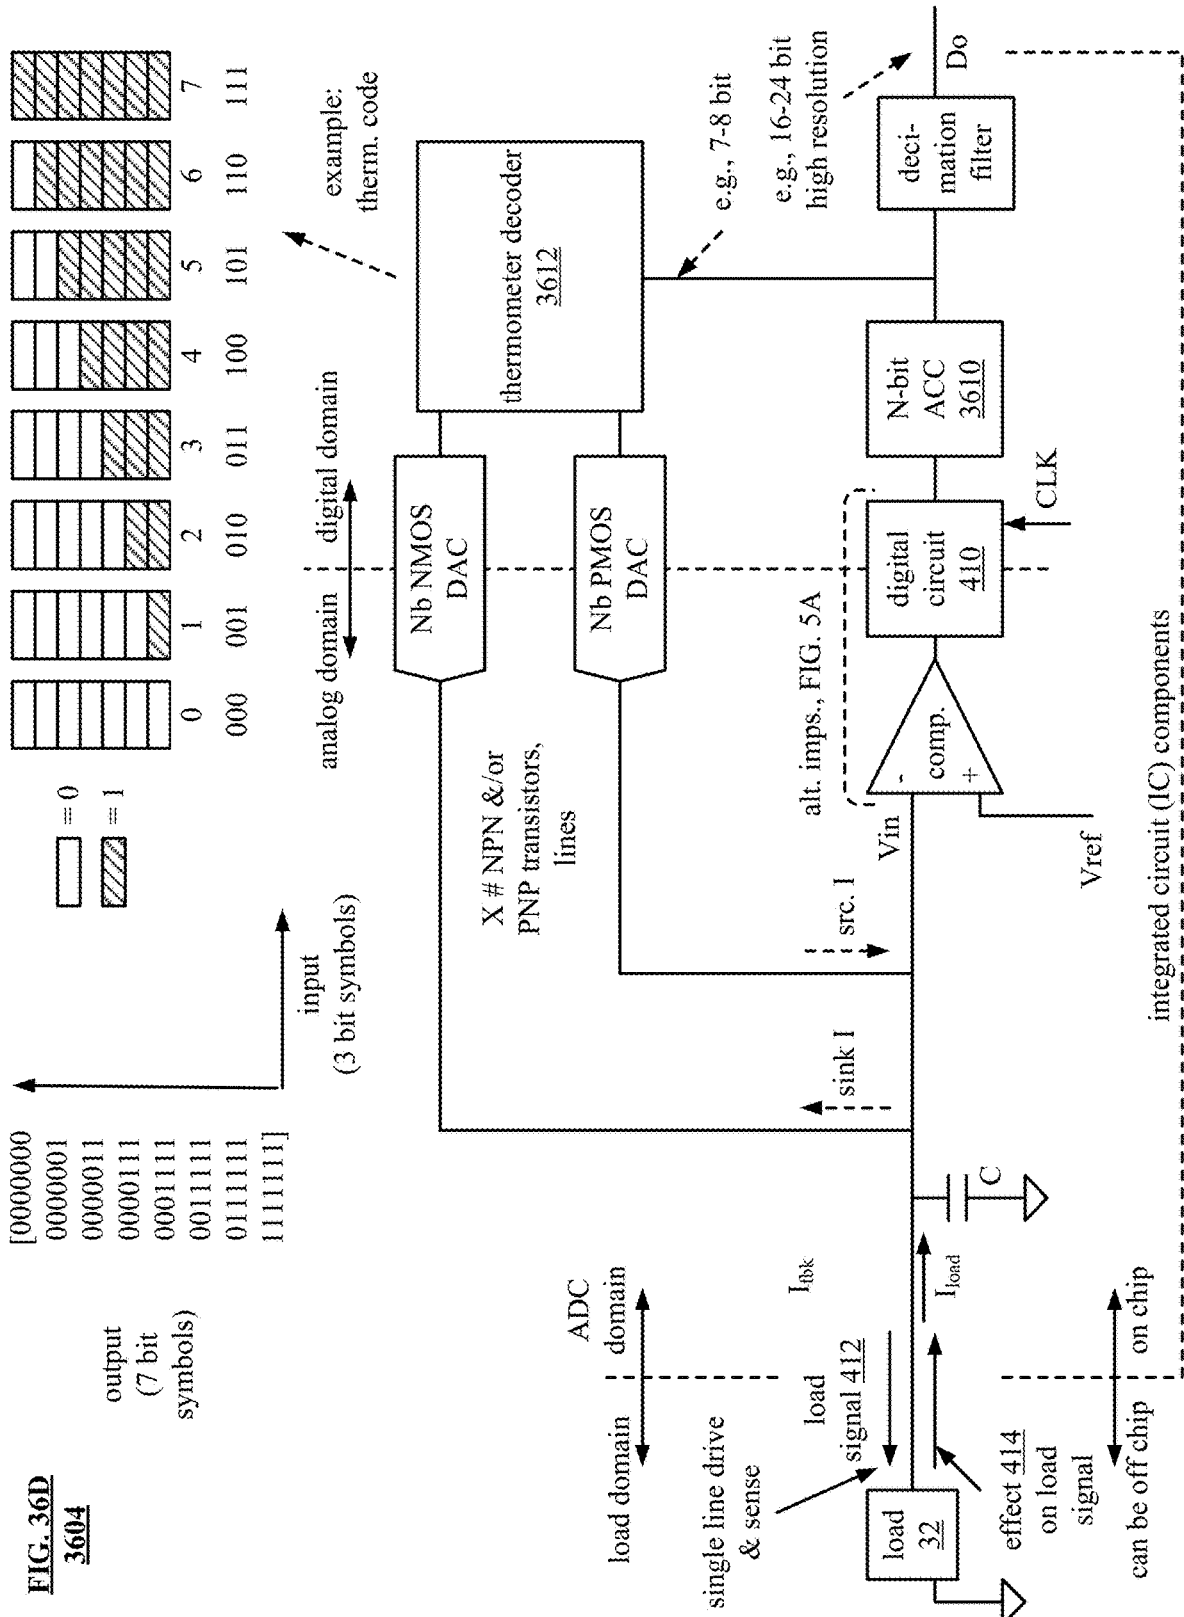 FIG. 36D
3604
output
(7 bit
symbols)
[0000000
0000001
0000011
0000111
0001111
0011111
0111111
1111111]
input
(3 bit symbols)
= 0
= 1
0 1 2 3 4 5 6 7
000 001 010 011 100 101 110 111
example:
therm. code
analog domain
digital domain
load domain
ADC
domain
X # NPN &/or
PNP transistors,
lines
Nb NMOS
DAC
Nb PMOS
DAC
thermometer decoder
3612
e.g., 7-8 bit
e.g., 16-24 bit
high resolution
single line drive
& sense
load
signal 412
Ifbk
sink I
src. I
alt. imps., FIG. 5A
load
32
Iload
C
Vin
-
+
comp.
Vref
digital
circuit
410
CLK
N-bit
ACC
3610
deci-
mation
filter
Do
effect 414
on load
signal
can be off chip
on chip
integrated circuit (IC) components